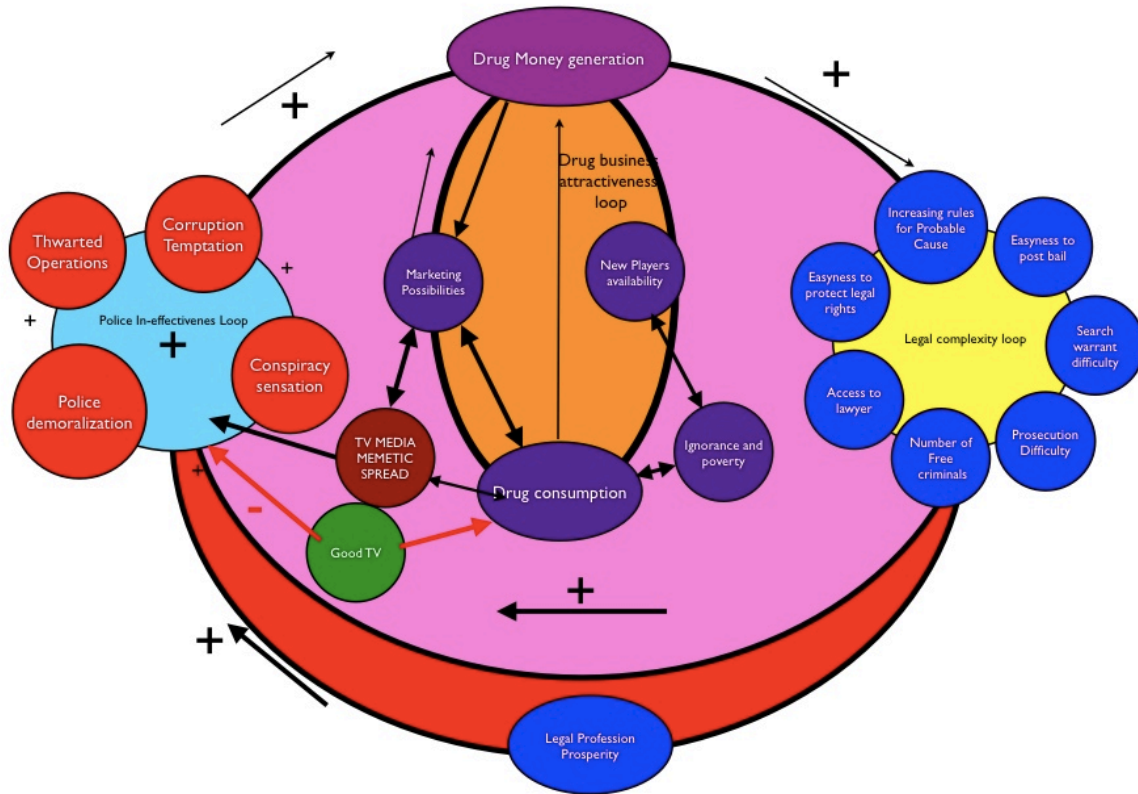 Drug Money generation
+
+
Drug business
attractiveness
loop
Thwarted
Operations
Corruption
Temptation
+
+
Police In-effectivenes Loop
+
Conspiracy
sensation
Police
demoralization
+
Marketing
Possibilities
New Players
availability
TV MEDIA
MEMETIC
SPREAD
Ignorance and
poverty
Drug consumption
-
Good TV
Increasing rules
for Probable
Cause
Easyness to
post bail
Easyness to
protect legal
rights
Legal complexity loop
Search
warrant
difficulty
Access to
lawyer
Number of
Free
criminals
Prosecution
Difficulty
+
+
Legal Profession
Prosperity